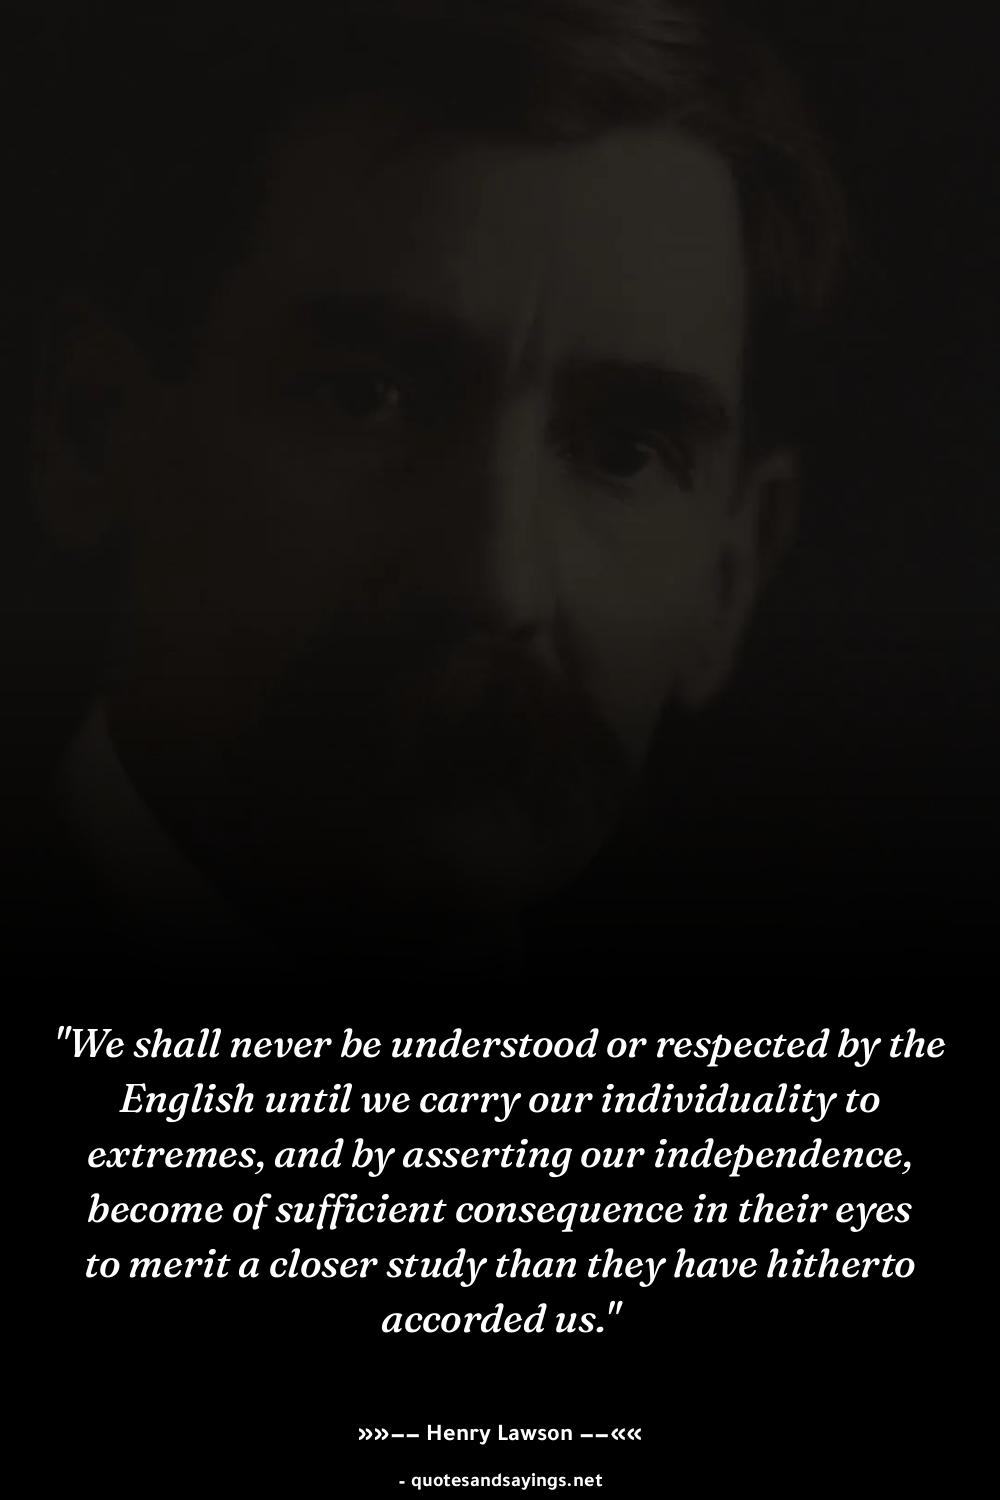 "We shall never be understood or respected by the
English until we carry our individuality to
extremes, and by asserting our independence,
become of sufficient consequence in their eyes
to merit a closer study than they have hitherto
accorded us."
»»−− Henry Lawson −−««
- quotesandsayings.net